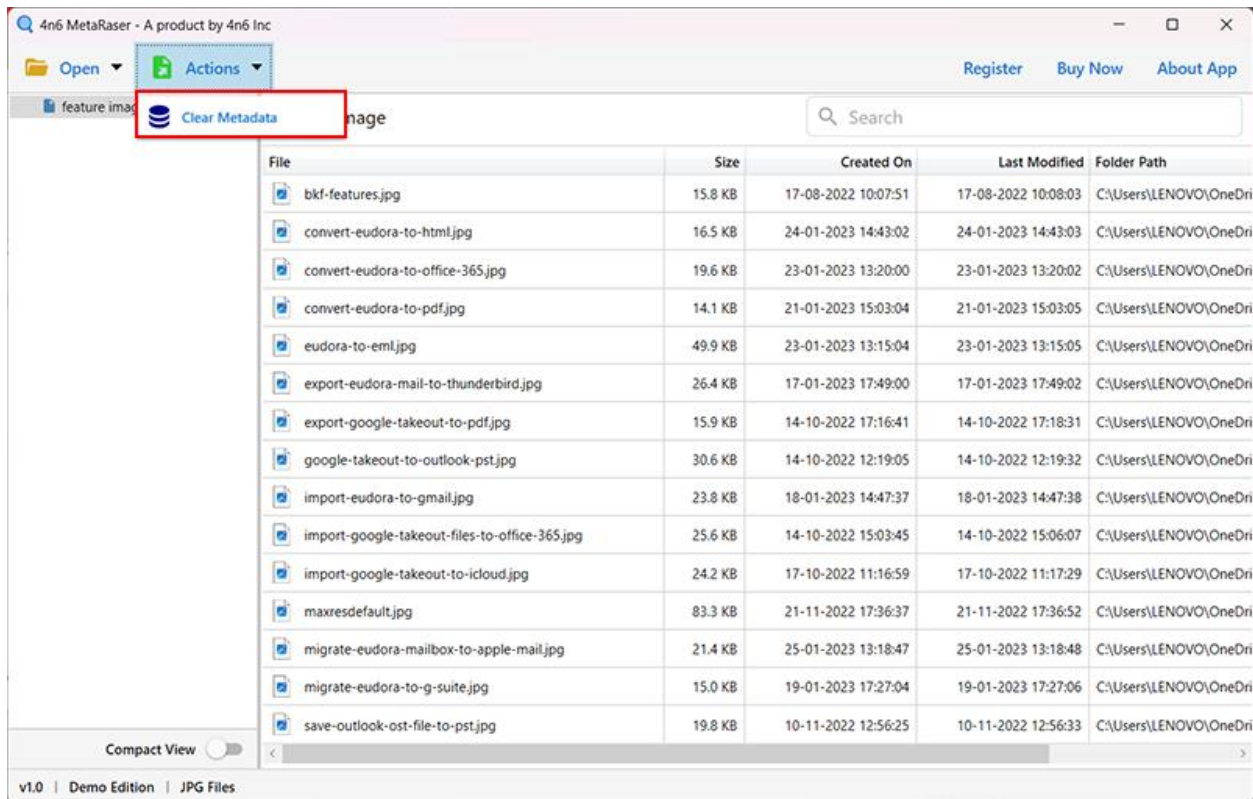 4n6 MetaRaser - A product by 4n6 Inc
Open Actions Register Buy Now About App
feature imag
Clear Metadata
mage
Search
File Size Created On Last Modified Folder Path
bkf-features.jpg 15.8 KB 17-08-2022 10:07:51 17-08-2022 10:08:03 C:\Users\LENOVO\OneDri
convert-eudora-to-html.jpg 16.5 KB 24-01-2023 14:43:02 24-01-2023 14:43:03 C:\Users\LENOVO\OneDri
convert-eudora-to-office-365.jpg 19.6 KB 23-01-2023 13:20:00 23-01-2023 13:20:02 C:\Users\LENOVO\OneDri
convert-eudora-to-pdf.jpg 14.1 KB 21-01-2023 15:03:04 21-01-2023 15:03:05 C:\Users\LENOVO\OneDri
eudora-to-eml.jpg 49.9 KB 23-01-2023 13:15:04 23-01-2023 13:15:05 C:\Users\LENOVO\OneDri
export-eudora-mail-to-thunderbird.jpg 26.4 KB 17-01-2023 17:49:00 17-01-2023 17:49:02 C:\Users\LENOVO\OneDri
export-google-takeout-to-pdf.jpg 15.9 KB 14-10-2022 17:16:41 14-10-2022 17:18:31 C:\Users\LENOVO\OneDri
google-takeout-to-outlook-pst.jpg 30.6 KB 14-10-2022 12:19:05 14-10-2022 12:19:32 C:\Users\LENOVO\OneDri
import-eudora-to-gmail.jpg 23.8 KB 18-01-2023 14:47:37 18-01-2023 14:47:38 C:\Users\LENOVO\OneDri
import-google-takeout-files-to-office-365.jpg 25.6 KB 14-10-2022 15:03:45 14-10-2022 15:06:07 C:\Users\LENOVO\OneDri
import-google-takeout-to-icloud.jpg 24.2 KB 17-10-2022 11:16:59 17-10-2022 11:17:29 C:\Users\LENOVO\OneDri
maxresdefault.jpg 83.3 KB 21-11-2022 17:36:37 21-11-2022 17:36:52 C:\Users\LENOVO\OneDri
migrate-eudora-mailbox-to-apple-mail.jpg 21.4 KB 25-01-2023 13:18:47 25-01-2023 13:18:48 C:\Users\LENOVO\OneDri
migrate-eudora-to-g-suite.jpg 15.0 KB 19-01-2023 17:27:04 19-01-2023 17:27:06 C:\Users\LENOVO\OneDri
save-outlook-ost-file-to-pst.jpg 19.8 KB 10-11-2022 12:56:25 10-11-2022 12:56:33 C:\Users\LENOVO\OneDri
Compact View
v1.0 | Demo Edition | JPG Files